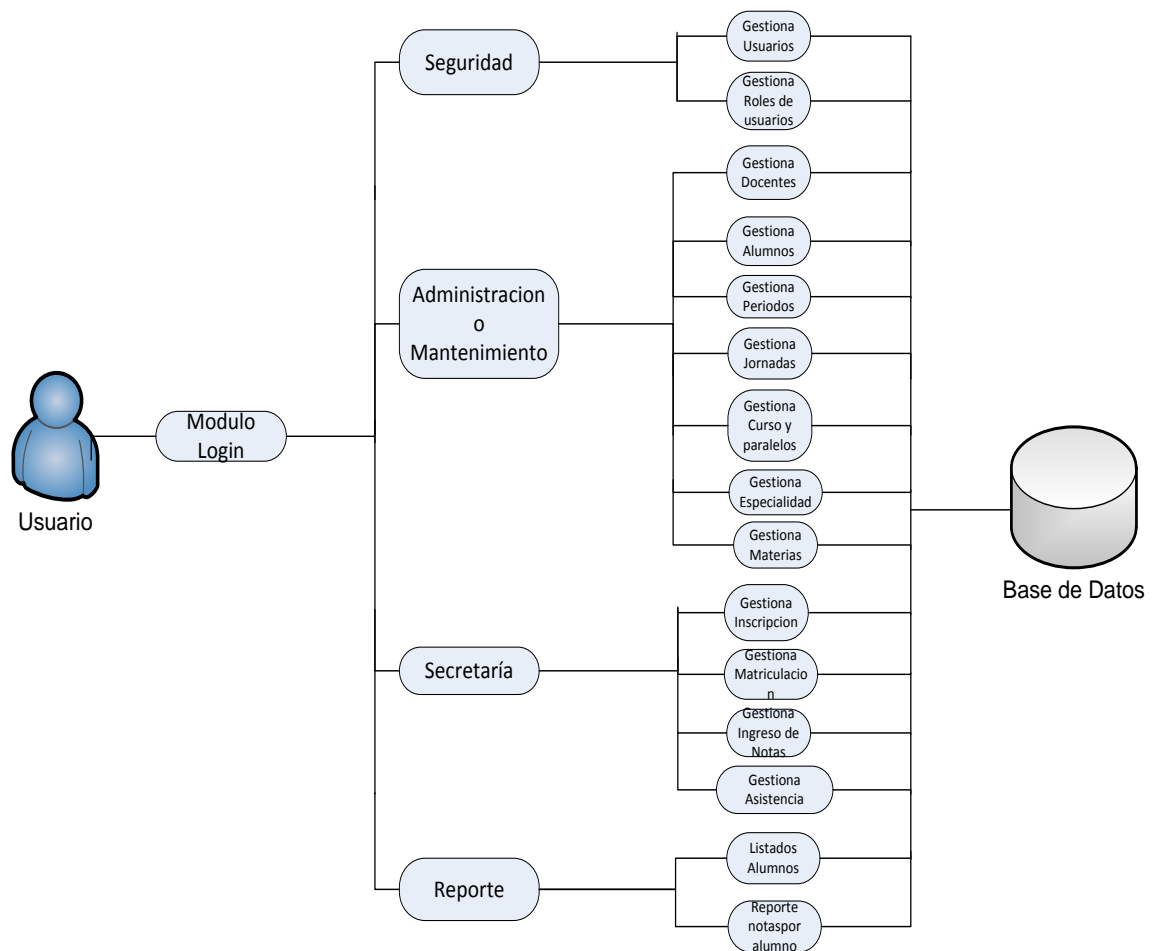 Usuario
Modulo
Login
Seguridad
Gestiona
Usuarios
Gestiona
Roles de
usuarios
Administracion
o
Mantenimiento
Gestiona
Docentes
Gestiona
Alumnos
Gestiona
Periodos
Gestiona
Jornadas
Gestiona
Curso y
paralelos
Gestiona
Especialidad
Gestiona
Materias
Secretaría
Gestiona
Inscripcion
Gestiona
Matriculacio
n
Gestiona
Ingreso de
Notas
Gestiona
Asistencia
Reporte
Listados
Alumnos
Reporte
notaspor
alumno
Base de Datos